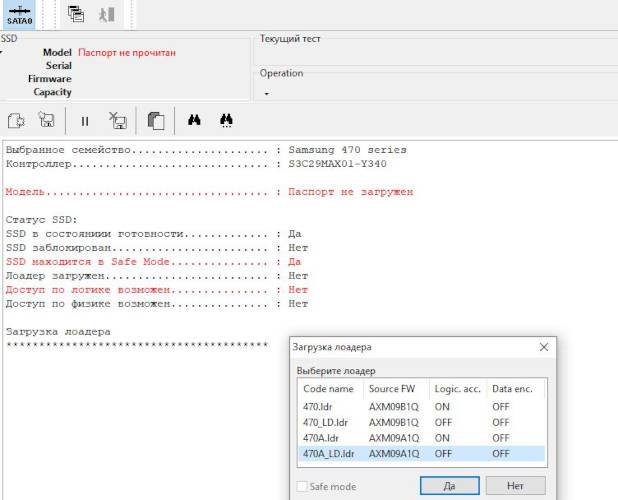 SATA0
SSD
Model Паспорт не прочитан
Serial
Firmware
Capacity
Текущий тест
Operation
Выбранное семейство..................... : Samsung 470 series
Контроллер.............................. : S3C29MAX01-Y340
Модель.................................. : Паспорт не загружен
Статус SSD:
SSD в состояниии готовности............. : Да
SSD заблокирован........................ : Нет
SSD находится в Safe Mode............... : Да
Лоадер загружен......................... : Нет
Доступ по логике возможен............... : Нет
Доступ по физике возможен............... : Нет
Загрузка лоадера
****************************************
Загрузка лоадера
Выберите лоадер
Code name Source FW Logic. acc. Data enc.
470.ldr AXM09B1Q ON OFF
470_LD.ldr AXM09B1Q OFF OFF
470A.ldr AXM09A1Q ON OFF
470A_LD.ldr AXM09A1Q OFF OFF
Safe mode
Да
Нет